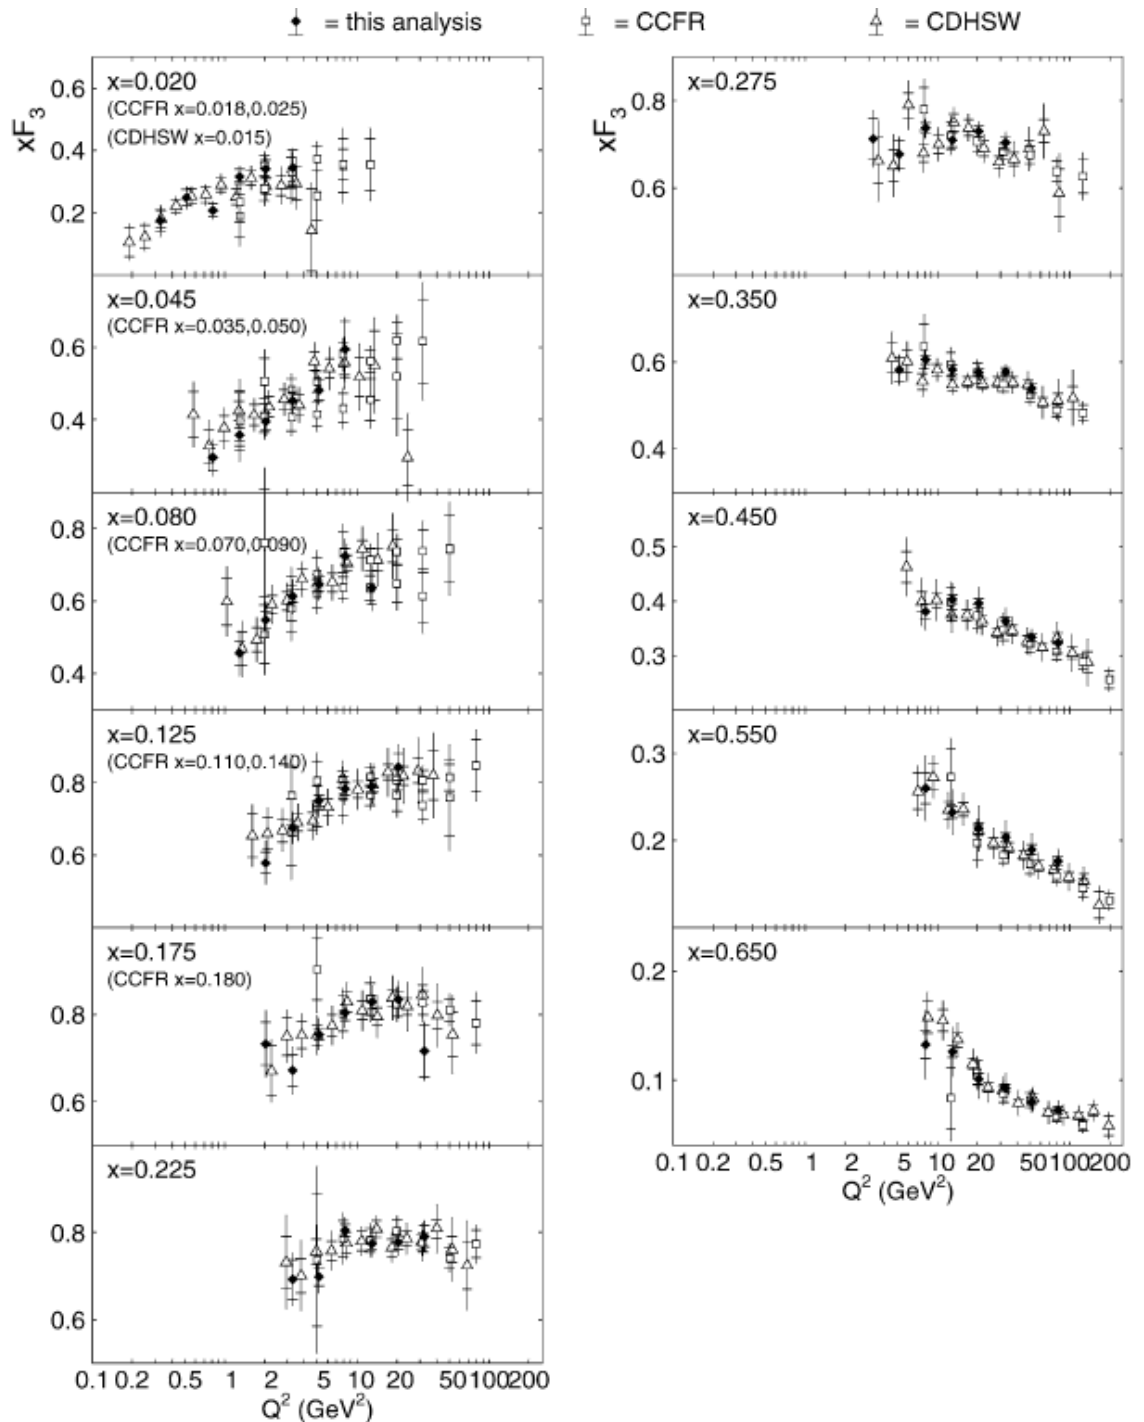 = this analysis = CCFR = CDHSW
xF3
x=0.020
(CCFR x=0.018,0.025)
(CDHSW x=0.015)
0.6
0.4
0.2
x=0.045
(CCFR x=0.035,0.050)
0.6
0.4
x=0.080
(CCFR x=0.070,0.090)
0.8
0.6
0.4
x=0.125
(CCFR x=0.110,0.140)
0.8
0.6
x=0.175
(CCFR x=0.180)
0.8
0.6
x=0.225
0.8
0.6
0.1 0.2 0.5 1 2 5 10 20 50 100 200
Q² (GeV²)
xF3
x=0.275
0.8
0.6
x=0.350
0.6
0.4
x=0.450
0.5
0.4
0.3
x=0.550
0.3
0.2
x=0.650
0.2
0.1
0.1 0.2 0.5 1 2 5 10 20 50 100 200
Q² (GeV²)